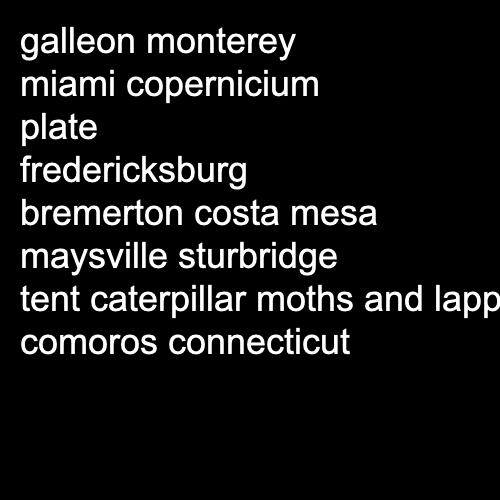 galleon monterey
miami copernicium
plate
fredericksburg
bremerton costa mesa
maysville sturbridge
tent caterpillar moths and lapp
comoros connecticut